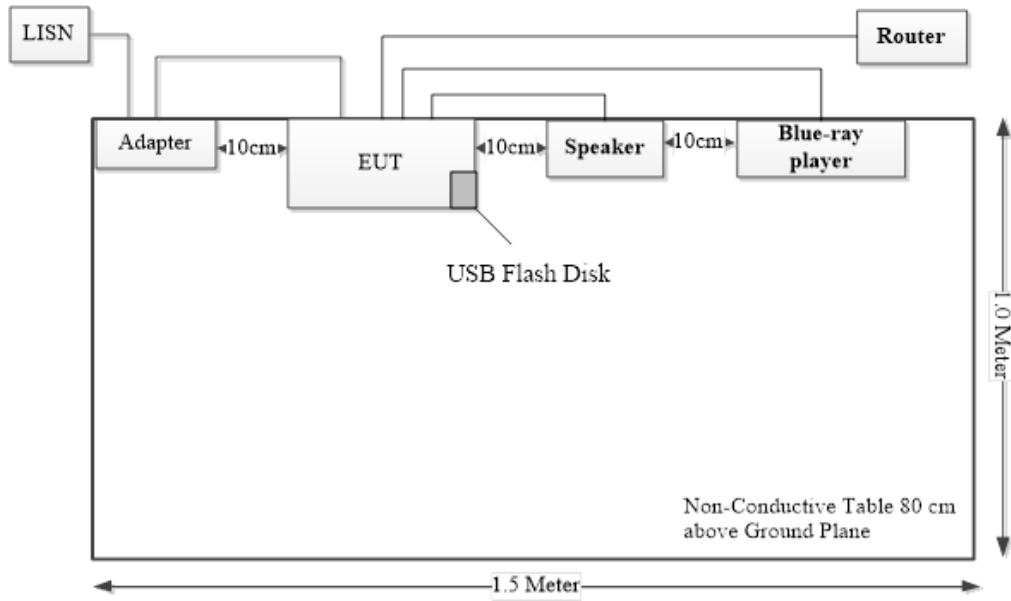 LISN
Router
Adapter
10cm
EUT
10cm
Speaker
10cm
Blue-ray
player
USB Flash Disk
1.0 Meter
Non-Conductive Table 80 cm
above Ground Plane
1.5 Meter